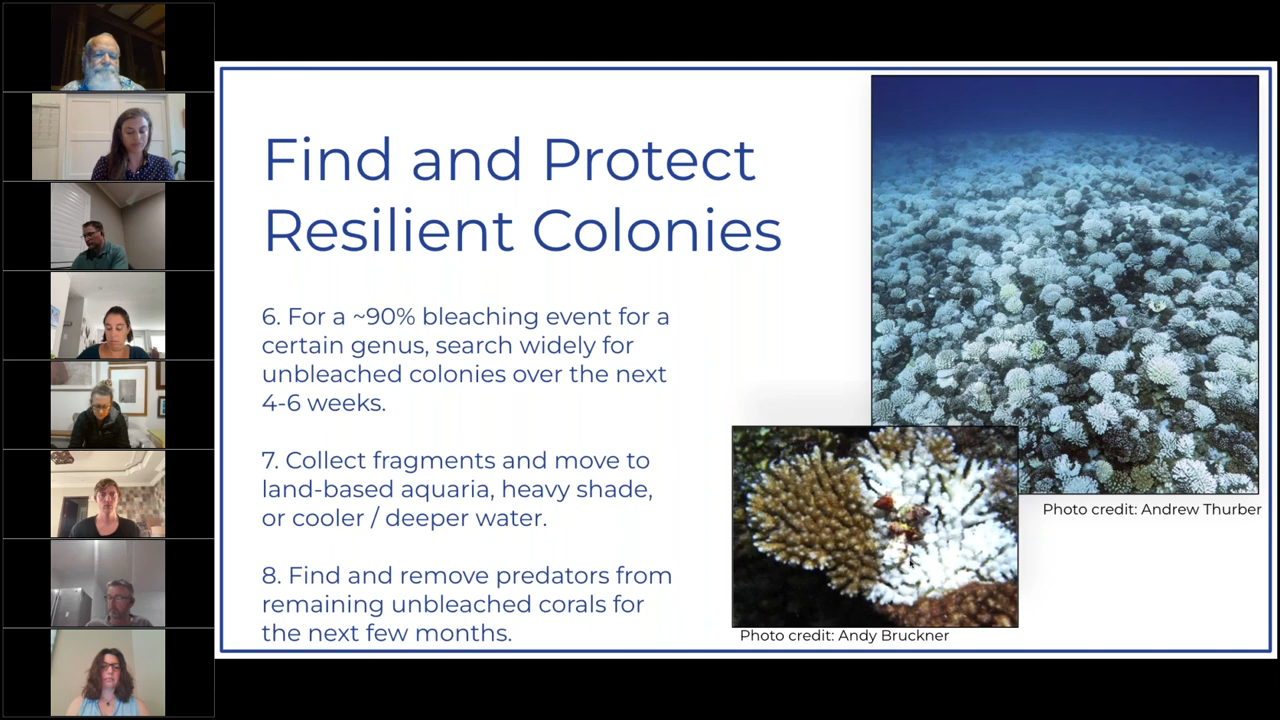 Find and Protect
Resilient Colonies
6. For a ~90% bleaching event for a
certain genus, search widely for
unbleached colonies over the next
4-6 weeks.
7. Collect fragments and move to
land-based aquaria, heavy shade,
or cooler / deeper water.
8. Find and remove predators from
remaining unbleached corals for
the next few months.
Photo credit: Andrew Thurber
Photo credit: Andy Bruckner